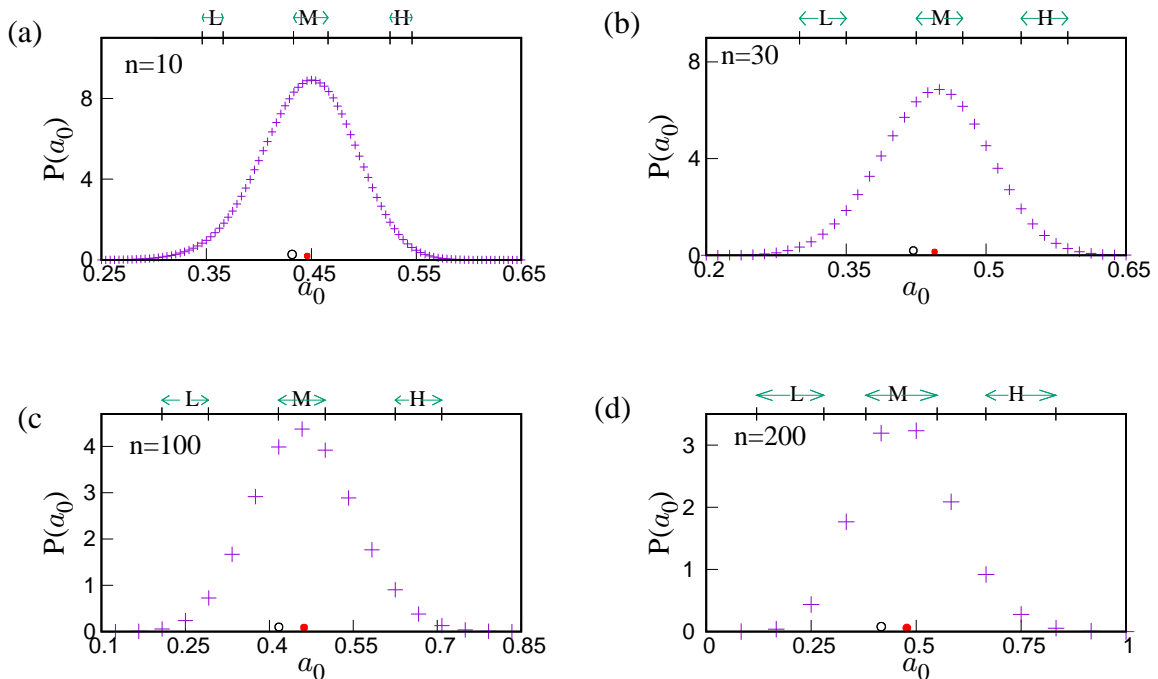 L M H
(a)
n=10
P(a0)
8
4
0
0.25 0.35 0.45 0.55 0.65
a0
L M H
(b)
n=30
P(a0)
8
4
0
0.2 0.35 0.5 0.65
a0
L M H
(c
n=100
P(a0)
4
3
2
1
0
0.1 0.25 0.4 0.55 0.7 0.85
a0
L M H
(d)
n=200
P(a0)
3
2
1
0
0 0.25 0.5 0.75 1
a0